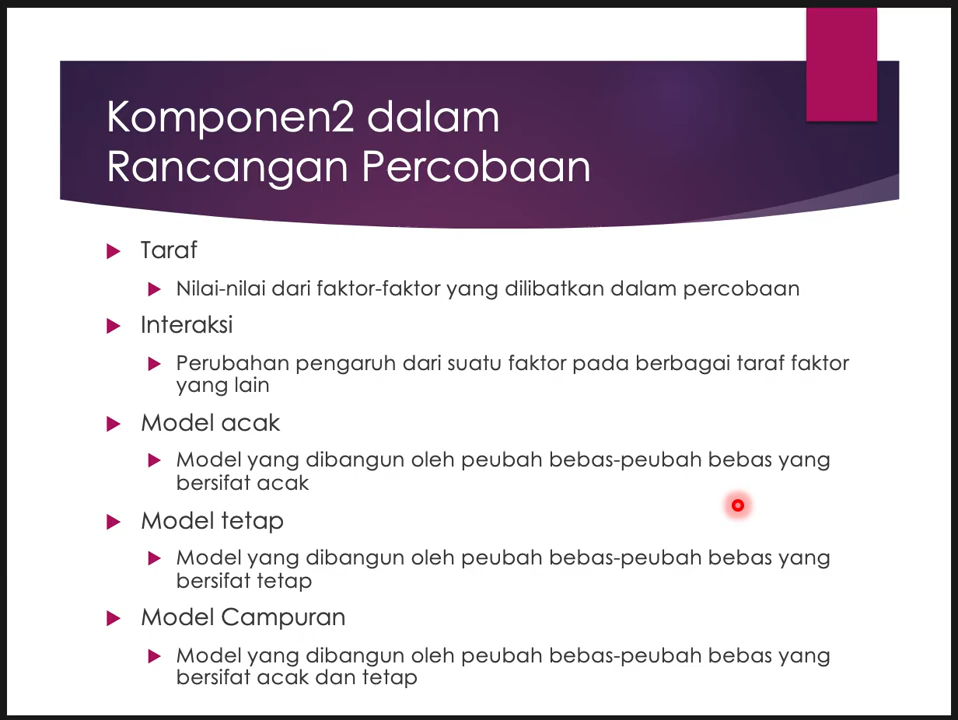 Komponen2 dalam
Rancangan Percobaan
Taraf
Nilai-nilai dari faktor-faktor yang dilibatkan dalam percobaan
Interaksi
Perubahan pengaruh dari suatu faktor pada berbagai taraf faktor
yang lain
Model acak
Model yang dibangun oleh peubah bebas-peubah bebas yang
bersifat acak
Model tetap
Model yang dibangun oleh peubah bebas-peubah bebas yang
bersifat tetap
Model Campuran
Model yang dibangun oleh peubah bebas-peubah bebas yang
bersifat acak dan tetap